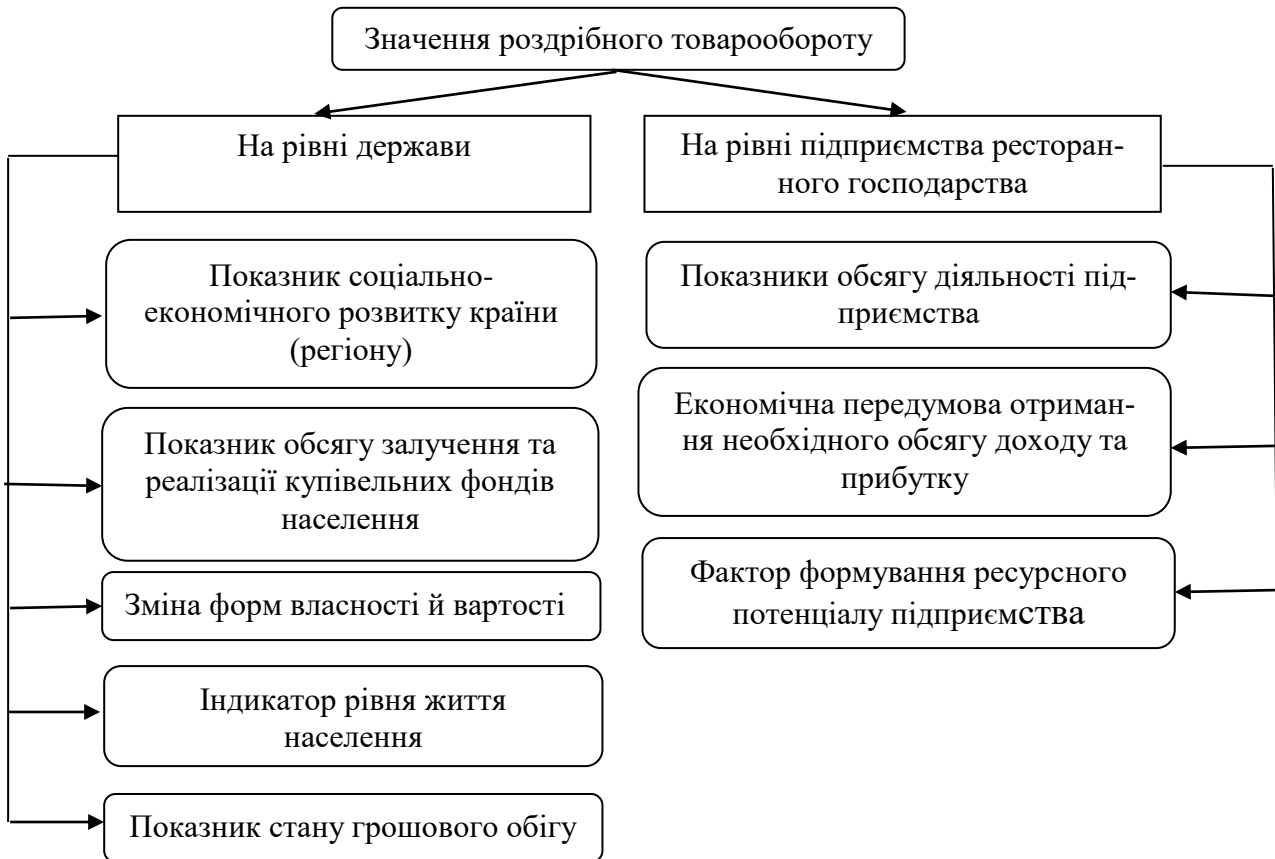 Значення роздрібного товарообороту
На рівні держави
На рівні підприємства ресторан-
ного господарства
Показник соціально-
економічного розвитку країни
(регіону)
Показник обсягу залучення та
реалізації купівельних фондів
населення
Зміна форм власності й вартості
Індикатор рівня життя
населення
Показник стану грошового обігу
Показники обсягу діяльності під-
приємства
Економічна передумова отриман-
ня необхідного обсягу доходу та
прибутку
Фактор формування ресурсного
потенціалу підприємства